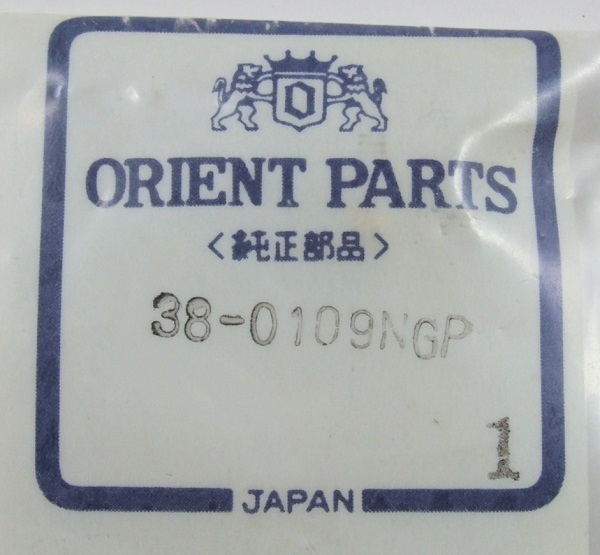 O
ORIENT PARTS
<純正部品>
38-0109NGP
1
JAPAN